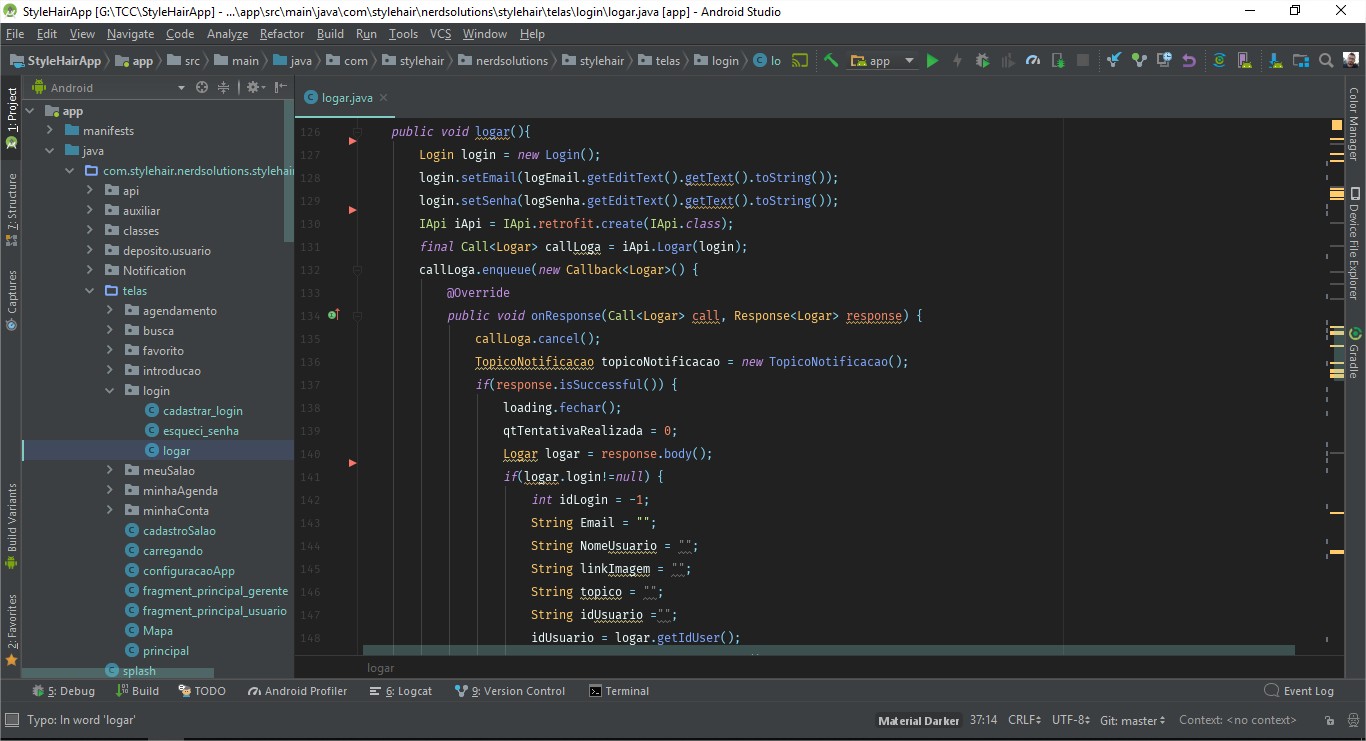 StyleHairApp [G:\TCC\StyleHairApp] - ...\app\src\main\java\com\stylehair\nerdsolutions\stylehair\telas\login\logar.java [app] - Android Studio
File Edit View Navigate Code Analyze Refactor Build Run Tools VCS Window Help
StyleHairApp app src main java com stylehair nerdsolutions stylehair telas login lo app
1: Project
7: Structure
Captures
Build Variants
2: Favorites
Android
app
manifests
java
com.stylehair.nerdsolutions.stylehair
api
auxiliar
classes
deposito.usuario
Notification
telas
agendamento
busca
favorito
introducao
login
cadastrar_login
esqueci_senha
logar
meuSalao
minhaAgenda
minhaConta
cadastroSalao
carregando
configuracaoApp
fragment_principal_gerente
fragment_principal_usuario
Mapa
principal
splash
logar.java
126 public void logar(){
127 Login login = new Login();
128 login.setEmail(logEmail.getEditText().getText().toString());
129 login.setSenha(logSenha.getEditText().getText().toString());
130 IApi iApi = IApi.retrofit.create(IApi.class);
131 final Call<Logar> callLoga = iApi.Logar(login);
132 callLoga.enqueue(new Callback<Logar>() {
133 @Override
134 public void onResponse(Call<Logar> call, Response<Logar> response) {
135 callLoga.cancel();
136 TopicoNotificacao topicoNotificacao = new TopicoNotificacao();
137 if(response.isSuccessful()) {
138 loading.fechar();
139 qtTentativaRealizada = 0;
140 Logar logar = response.body();
141 if(logar.login!=null) {
142 int idLogin = -1;
143 String Email = "";
144 String NomeUsuario = "";
145 String linkImagem = "";
146 String topico = "";
147 String idUsuario ="";
148 idUsuario = logar.getIdUser();
logar
Color Manager
Device File Explorer
Gradle
5: Debug Build TODO Android Profiler 6: Logcat 9: Version Control Terminal Event Log
Typo: In word 'logar' Material Darker 37:14 CRLF UTF-8 Git: master Context: <no context>